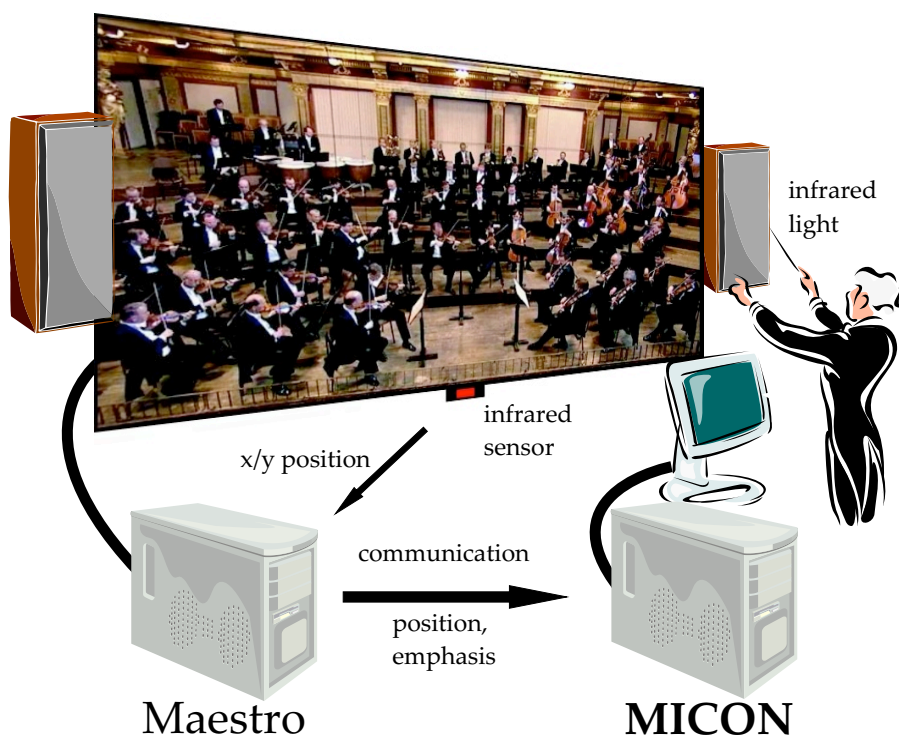 infrared
light
infrared
sensor
x/y position
communication
position,
emphasis
Maestro
MICON